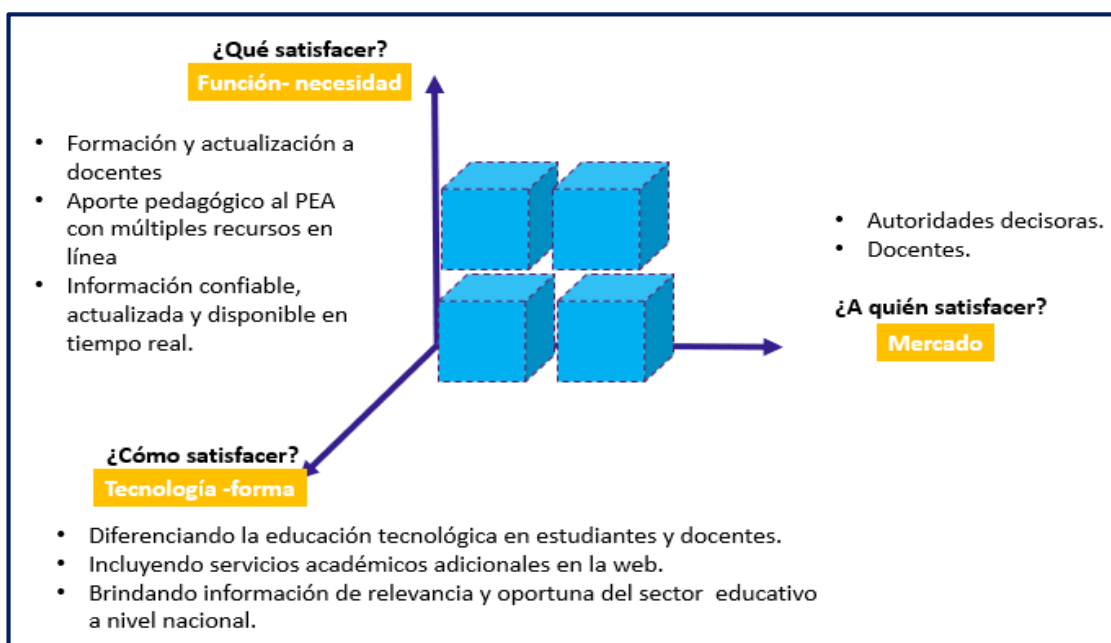 ¿Qué satisfacer?
Función- necesidad
• Formación y actualización a
docentes
• Aporte pedagógico al PEA
con múltiples recursos en
línea
• Información confiable,
actualizada y disponible en
tiempo real.
• Autoridades decisoras.
• Docentes.
¿A quién satisfacer?
Mercado
¿Cómo satisfacer?
Tecnología -forma
• Diferenciando la educación tecnológica en estudiantes y docentes.
• Incluyendo servicios académicos adicionales en la web.
• Brindando información de relevancia y oportuna del sector educativo
a nivel nacional.